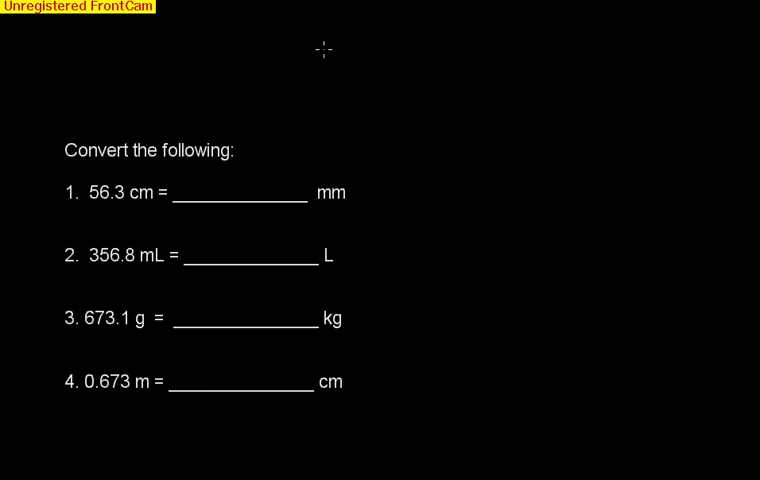 Unregistered FrontCam
Convert the following:
1. 56.3 cm = ______________ mm
2. 356.8 mL = ______________ L
3. 673.1 g = _______________ kg
4. 0.673 m = _______________ cm